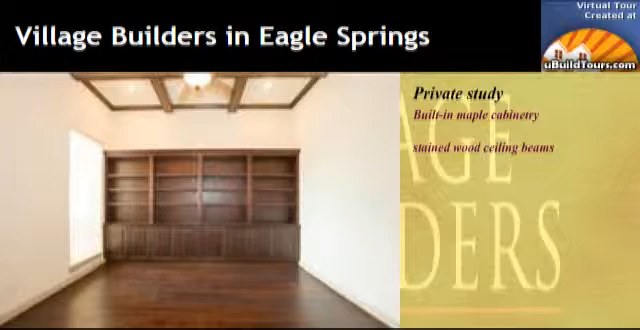 Village Builders in Eagle Springs
Virtual Tour
Created at
uBuildTours.com
Private study
Built-in maple cabinetry
stained wood ceiling beams
AGE
DERS